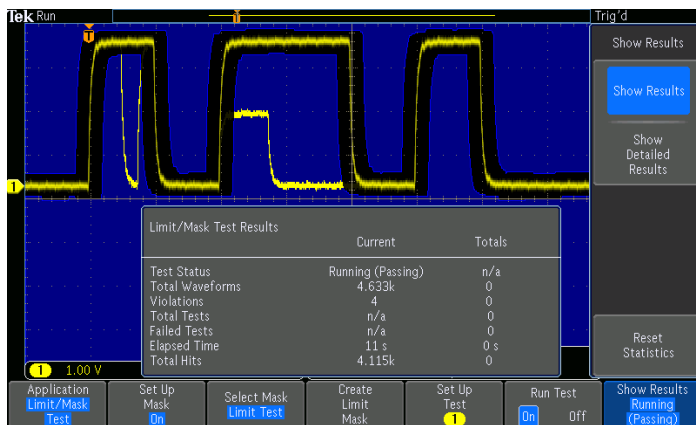 Tek Run
Trig'd
T
T
Show Results
Show Results
Show
Detailed
Results
1
Limit/Mask Test Results
Current Totals
Test Status Running (Passing) n/a
Total Waveforms 4.633k 0
Violations 4 0
Total Tests n/a 0
Failed Tests n/a 0
Elapsed Time 11 s 0 s
Total Hits 4.115k 0
Reset
Statistics
1 1.00 V
Application
Limit/Mask
Test
Set Up
Mask
On
Select Mask
Limit Test
Create
Limit
Mask
Set Up
Test
1
Run Test
On Off
Show Results
Running
(Passing)